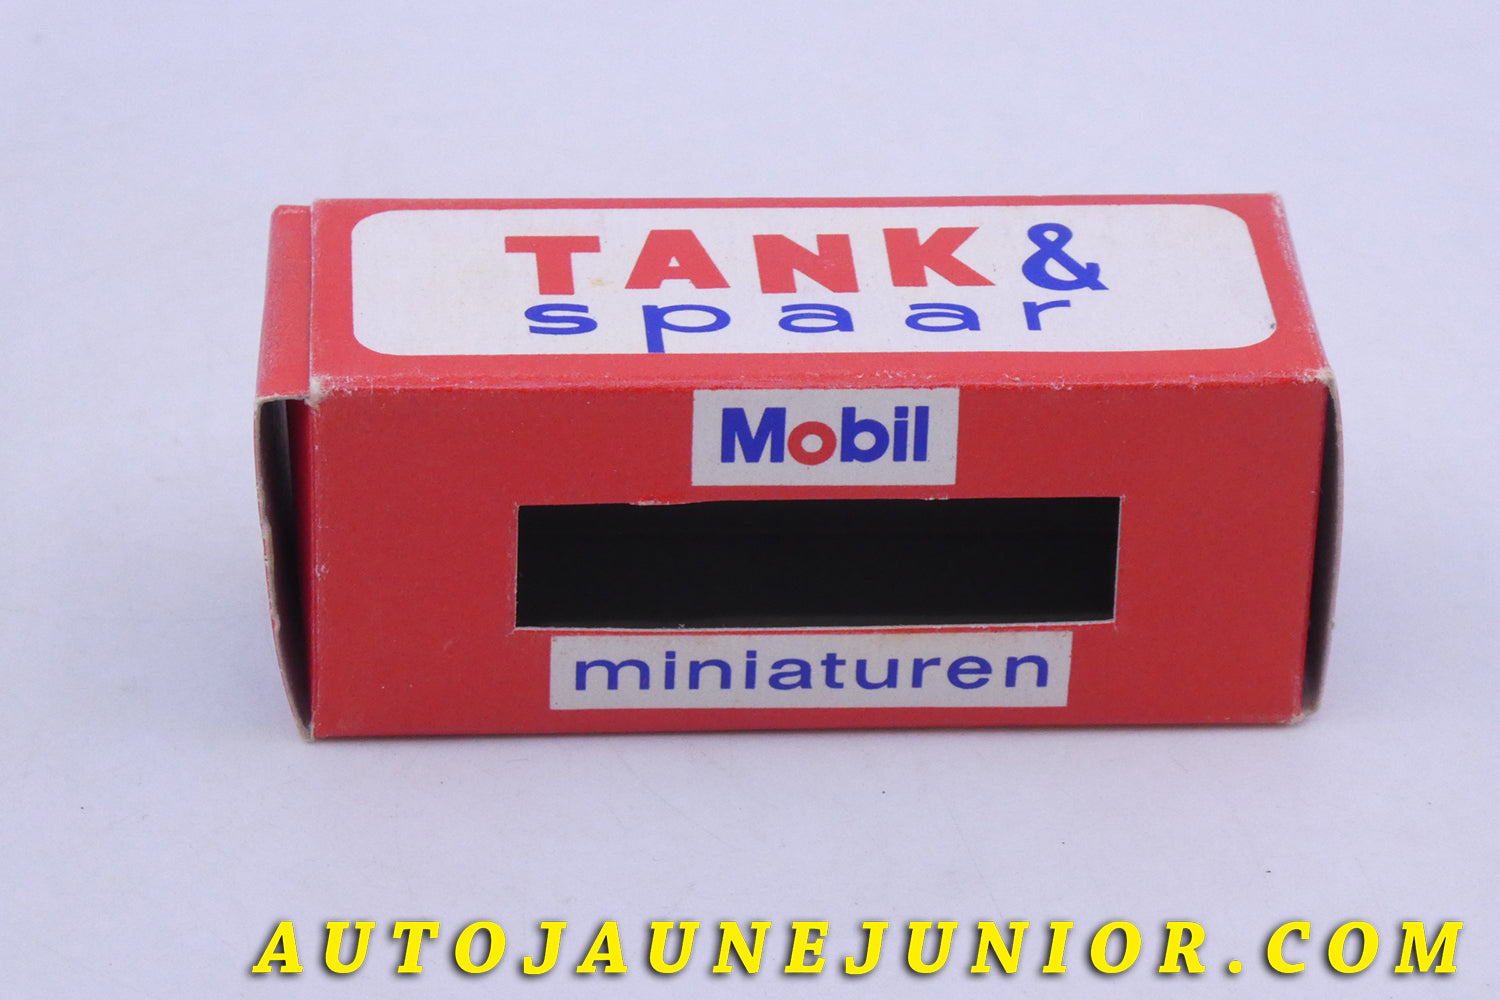 TANK &
spaar
Mobil
miniaturen
AUTOJAUNEJUNIOR.COM